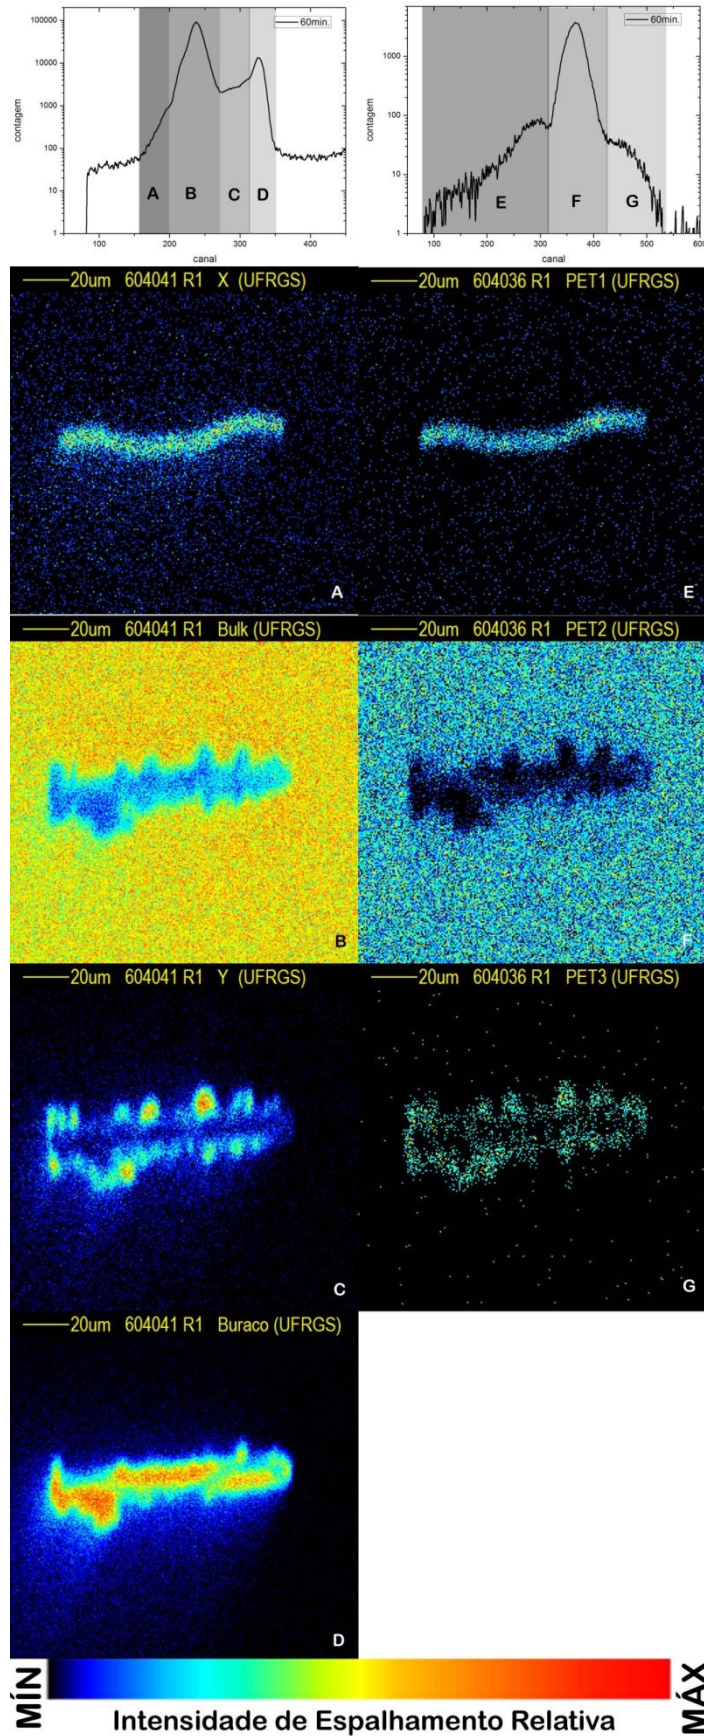 100000
10000
1000
100
10
1
contagem
60min.
A B C D
100 200 300 400
canal
1000
100
10
1
contagem
60min.
E F G
100 200 300 400 500 600
canal
20um 604041 R1 X (UFRGS)
A
20um 604036 R1 PET1 (UFRGS)
E
20um 604041 R1 Bulk (UFRGS)
B
20um 604036 R1 PET2 (UFRGS)
F
20um 604041 R1 Y (UFRGS)
C
20um 604036 R1 PET3 (UFRGS)
G
20um 604041 R1 Buraco (UFRGS)
D
MÍN
MÁX
Intensidade de Espalhamento Relativa